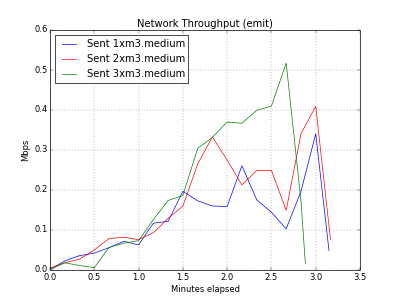 Network Throughput (emit)
0.6
0.5
0.4
0.3
0.2
0.1
0.0
Mbps
Sent 1xm3.medium
Sent 2xm3.medium
Sent 3xm3.medium
0.0 0.5 1.0 1.5 2.0 2.5 3.0 3.5
Minutes elapsed